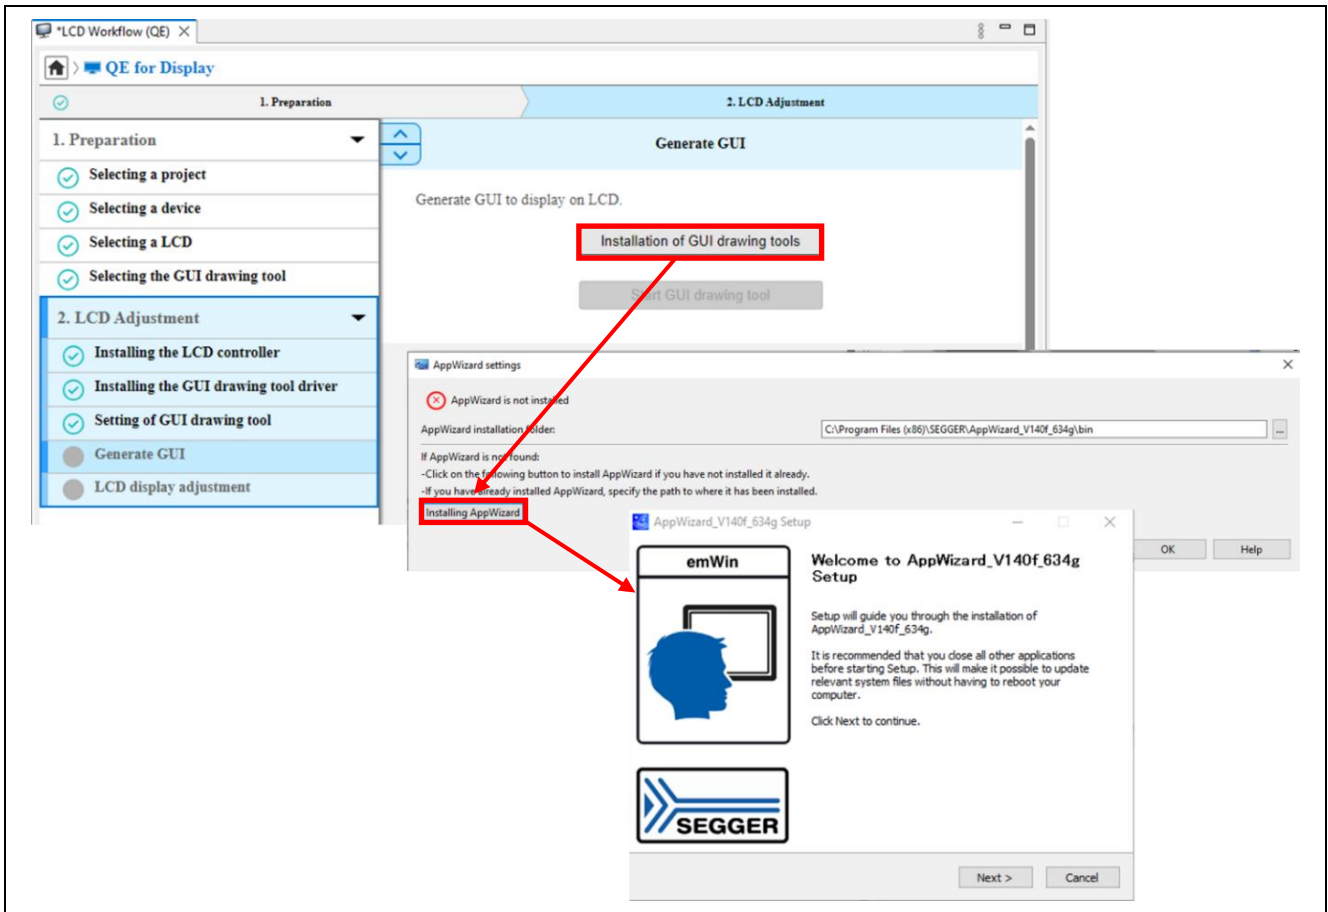 *LCD Workflow (QE)
QE for Display
1. Preparation
2. LCD Adjustment
1. Preparation
Selecting a project
Selecting a device
Selecting a LCD
Selecting the GUI drawing tool
2. LCD Adjustment
Installing the LCD controller
Installing the GUI drawing tool driver
Setting of GUI drawing tool
Generate GUI
LCD display adjustment
Generate GUI
Generate GUI to display on LCD.
Installation of GUI drawing tools
Start GUI drawing tool
AppWizard settings
AppWizard is not installed
AppWizard installation folder:
C:\Program Files (x86)\SEGGER\AppWizard_V140f_634g\bin
...
If AppWizard is not found:
-Click on the following button to install AppWizard if you have not installed it already.
-If you have already installed AppWizard, specify the path to where it has been installed.
Installing AppWizard
OK
Help
AppWizard_V140f_634g Setup
emWin
SEGGER
Welcome to AppWizard_V140f_634g
Setup
Setup will guide you through the installation of
AppWizard_V140f_634g.
It is recommended that you close all other applications
before starting Setup. This will make it possible to update
relevant system files without having to reboot your
computer.
Click Next to continue.
Next >
Cancel